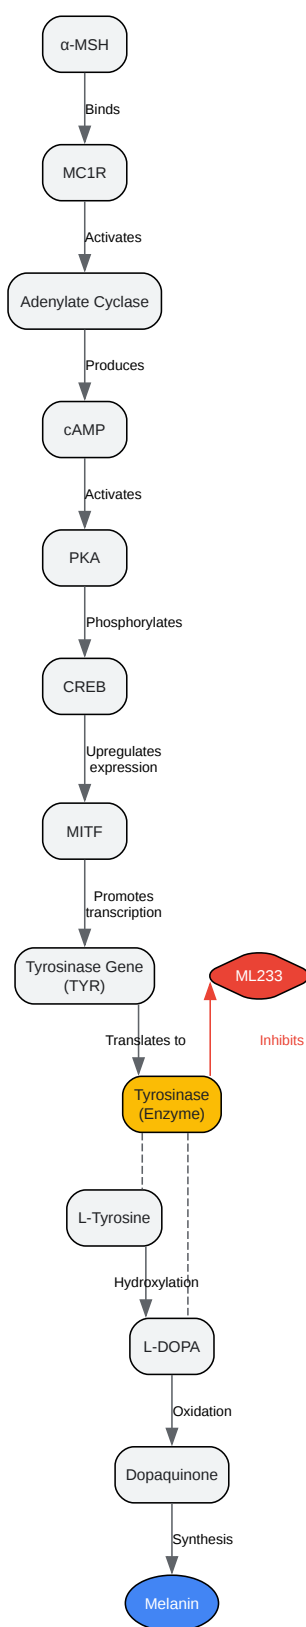 α-MSH
Binds
MC1R
Activates
Adenylate Cyclase
Produces
cAMP
Activates
PKA
Phosphorylates
CREB
Upregulates
expression
MITF
Promotes
transcription
Tyrosinase Gene
(TYR)
ML233
Translates to
Inhibits
Tyrosinase
(Enzyme)
L-Tyrosine
Hydroxylation
L-DOPA
Oxidation
Dopaquinone
Synthesis
Melanin